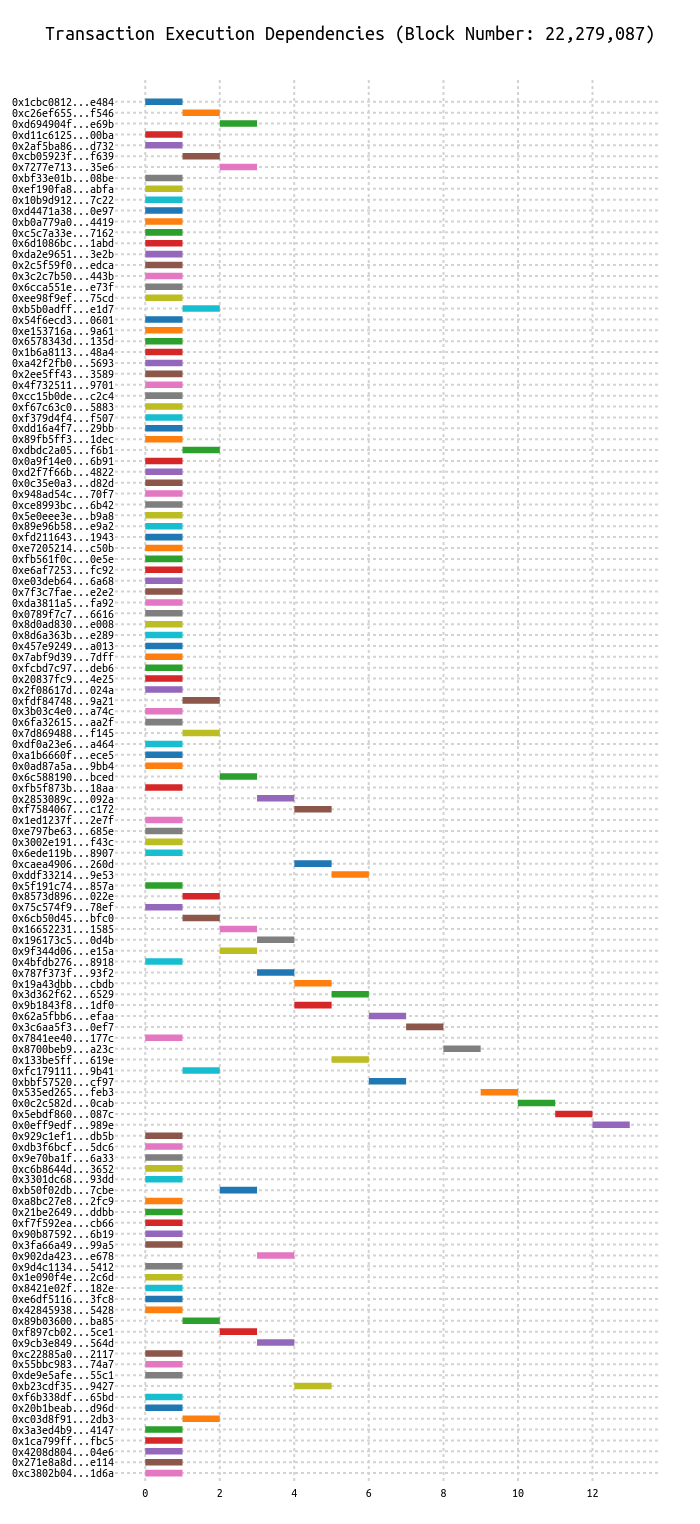 Transaction Execution Dependencies (Block Number: 22,279,087)
0x1cbc0812...e484
0xc26ef655...f546
0xd694904f...e69b
0xd11c6125...00ba
0x2af5ba86...d732
0xcb05923f...f639
0x7277e713...35e6
0xbf33e01b...08be
0xef190fa8...abfa
0x10b9d912...7c22
0xd4471a38...0e97
0xb0a779a0...4419
0xc5c7a33e...7162
0x6d1086bc...1abd
0xda2e9651...3e2b
0x2c5f59f0...edca
0x3c2c7b50...443b
0x6cca551e...e73f
0xee98f9ef...75cd
0xb5b0adff...e1d7
0x54f6ecd3...0601
0xe153716a...9a61
0x6578343d...135d
0x1b6a8113...48a4
0xa42f2fb0...5693
0x2ee5ff43...3589
0x4f732511...9701
0xcc15b0de...c2c4
0xf67c63c0...5883
0xf379d4f4...f507
0xdd16a4f7...29bb
0x89fb5ff3...1dec
0xdbdc2a05...f6b1
0x0a9f14e0...6b91
0xd2f7f66b...4822
0x0c35e0a3...d82d
0x948ad54c...70f7
0xce8993bc...6b42
0x5e0eee3e...b9a8
0x89e96b58...e9a2
0xfd211643...1943
0xe7205214...c50b
0xfb561f0c...0e5e
0xe6af7253...fc92
0xe03deb64...6a68
0x7f3c7fae...e2e2
0xda3811a5...fa92
0x0789f7c7...6616
0x8d0ad830...e008
0x8d6a363b...e289
0x457e9249...a013
0x7abf9d39...7dff
0xfcbd7c97...deb6
0x20837fc9...4e25
0x2f08617d...024a
0xfdf84748...9a21
0x3b03c4e0...a74c
0x6fa32615...aa2f
0x7d869488...f145
0xdf0a23e6...a464
0xa1b6660f...ece5
0x0ad87a5a...9bb4
0x6c588190...bced
0xfb5f873b...18aa
0x2853089c...092a
0xf7584067...c172
0x1ed1237f...2e7f
0xe797be63...685e
0x3002e191...f43c
0x6ede119b...8907
0xcaea4906...260d
0xddf33214...9e53
0x5f191c74...857a
0x8573d896...022e
0x75c574f9...78ef
0x6cb50d45...bfc0
0x16652231...1585
0x196173c5...0d4b
0x9f344d06...e15a
0x4bfdb276...8918
0x787f373f...93f2
0x19a43dbb...cbdb
0x3d362f62...6529
0x9b1843f8...1df0
0x62a5fbb6...efaa
0x3c6aa5f3...0ef7
0x7841ee40...177c
0x8700beb9...a23c
0x133be5ff...619e
0xfc179111...9b41
0xbbf57520...cf97
0x535ed265...feb3
0x0c2c582d...0cab
0x5ebdf860...087c
0x0eff9edf...989e
0x929c1ef1...db5b
0xdb3f6bcf...5dc6
0x9e70ba1f...6a33
0xc6b8644d...3652
0x3301dc68...93dd
0xb50f02db...7cbe
0xa8bc27e8...2fc9
0x21be2649...ddbb
0xf7f592ea...cb66
0x90b87592...6b19
0x3fa66a49...99a5
0x902da423...e678
0x9d4c1134...5412
0x1e090f4e...2c6d
0x8421e02f...182e
0xe6df5116...3fc8
0x42845938...5428
0x89b03600...ba85
0xf897cb02...5ce1
0x9cb3e849...564d
0xc22885a0...2117
0x55bbc983...74a7
0xde9e5afe...55c1
0xb23cdf35...9427
0xf6b338df...65bd
0x20b1beab...d96d
0xc03d8f91...2db3
0x3a3ed4b9...4147
0x1ca799ff...fbc5
0x4208d804...04e6
0x271e8a8d...e114
0xc3802b04...1d6a
0 2 4 6 8 10 12